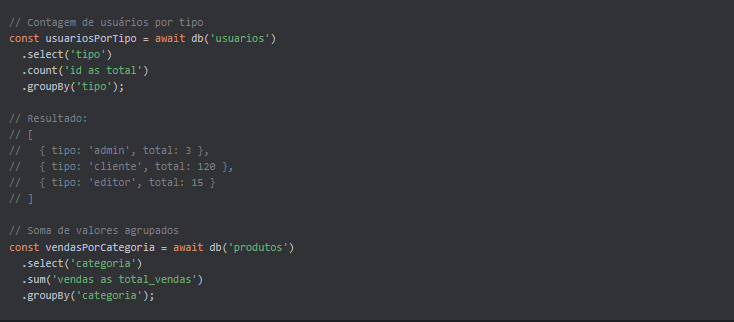 // Contagem de usuários por tipo
const usuariosPorTipo = await db('usuarios')
  .select('tipo')
  .count('id as total')
  .groupBy('tipo');

// Resultado:
// [
//   { tipo: 'admin', total: 3 },
//   { tipo: 'cliente', total: 120 },
//   { tipo: 'editor', total: 15 }
// ]

// Soma de valores agrupados
const vendasPorCategoria = await db('produtos')
  .select('categoria')
  .sum('vendas as total_vendas')
  .groupBy('categoria');